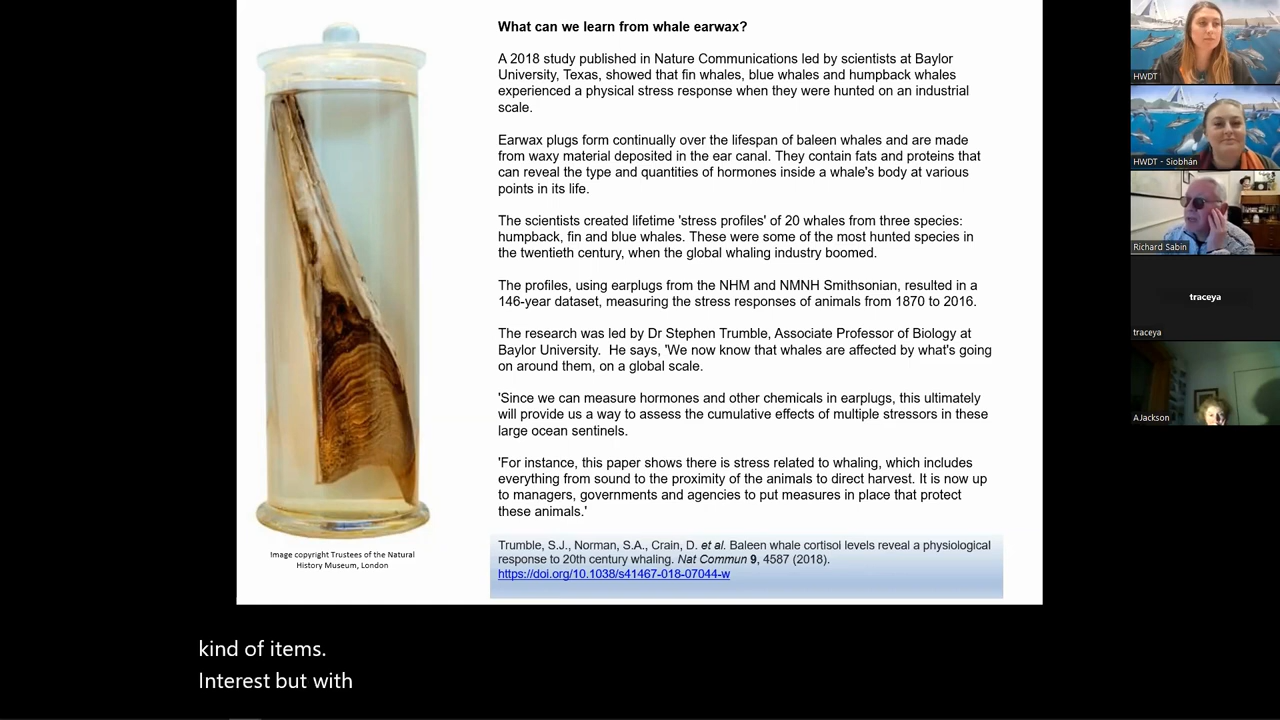 What can we learn from whale earwax?
A 2018 study published in Nature Communications led by scientists at Baylor
University, Texas, showed that fin whales, blue whales and humpback whales
experienced a physical stress response when they were hunted on an industrial
scale.
Earwax plugs form continually over the lifespan of baleen whales and are made
from waxy material deposited in the ear canal. They contain fats and proteins that
can reveal the type and quantities of hormones inside a whale's body at various
points in its life.
The scientists created lifetime 'stress profiles' of 20 whales from three species:
humpback, fin and blue whales. These were some of the most hunted species in
the twentieth century, when the global whaling industry boomed.
The profiles, using earplugs from the NHM and NMNH Smithsonian, resulted in a
146-year dataset, measuring the stress responses of animals from 1870 to 2016.
The research was led by Dr Stephen Trumble, Associate Professor of Biology at
Baylor University.  He says, 'We now know that whales are affected by what's going
on around them, on a global scale.
'Since we can measure hormones and other chemicals in earplugs, this ultimately
will provide us a way to assess the cumulative effects of multiple stressors in these
large ocean sentinels.
'For instance, this paper shows there is stress related to whaling, which includes
everything from sound to the proximity of the animals to direct harvest. It is now up
to managers, governments and agencies to put measures in place that protect
these animals.'
Trumble, S.J., Norman, S.A., Crain, D. et al. Baleen whale cortisol levels reveal a physiological
response to 20th century whaling. Nat Commun 9, 4587 (2018).
https://doi.org/10.1038/s41467-018-07044-w
Image copyright Trustees of the Natural
History Museum, London
HWDT
HWDT - Siobhán
Richard Sabin
traceya
traceya
A Jackson
kind of items.
Interest but with